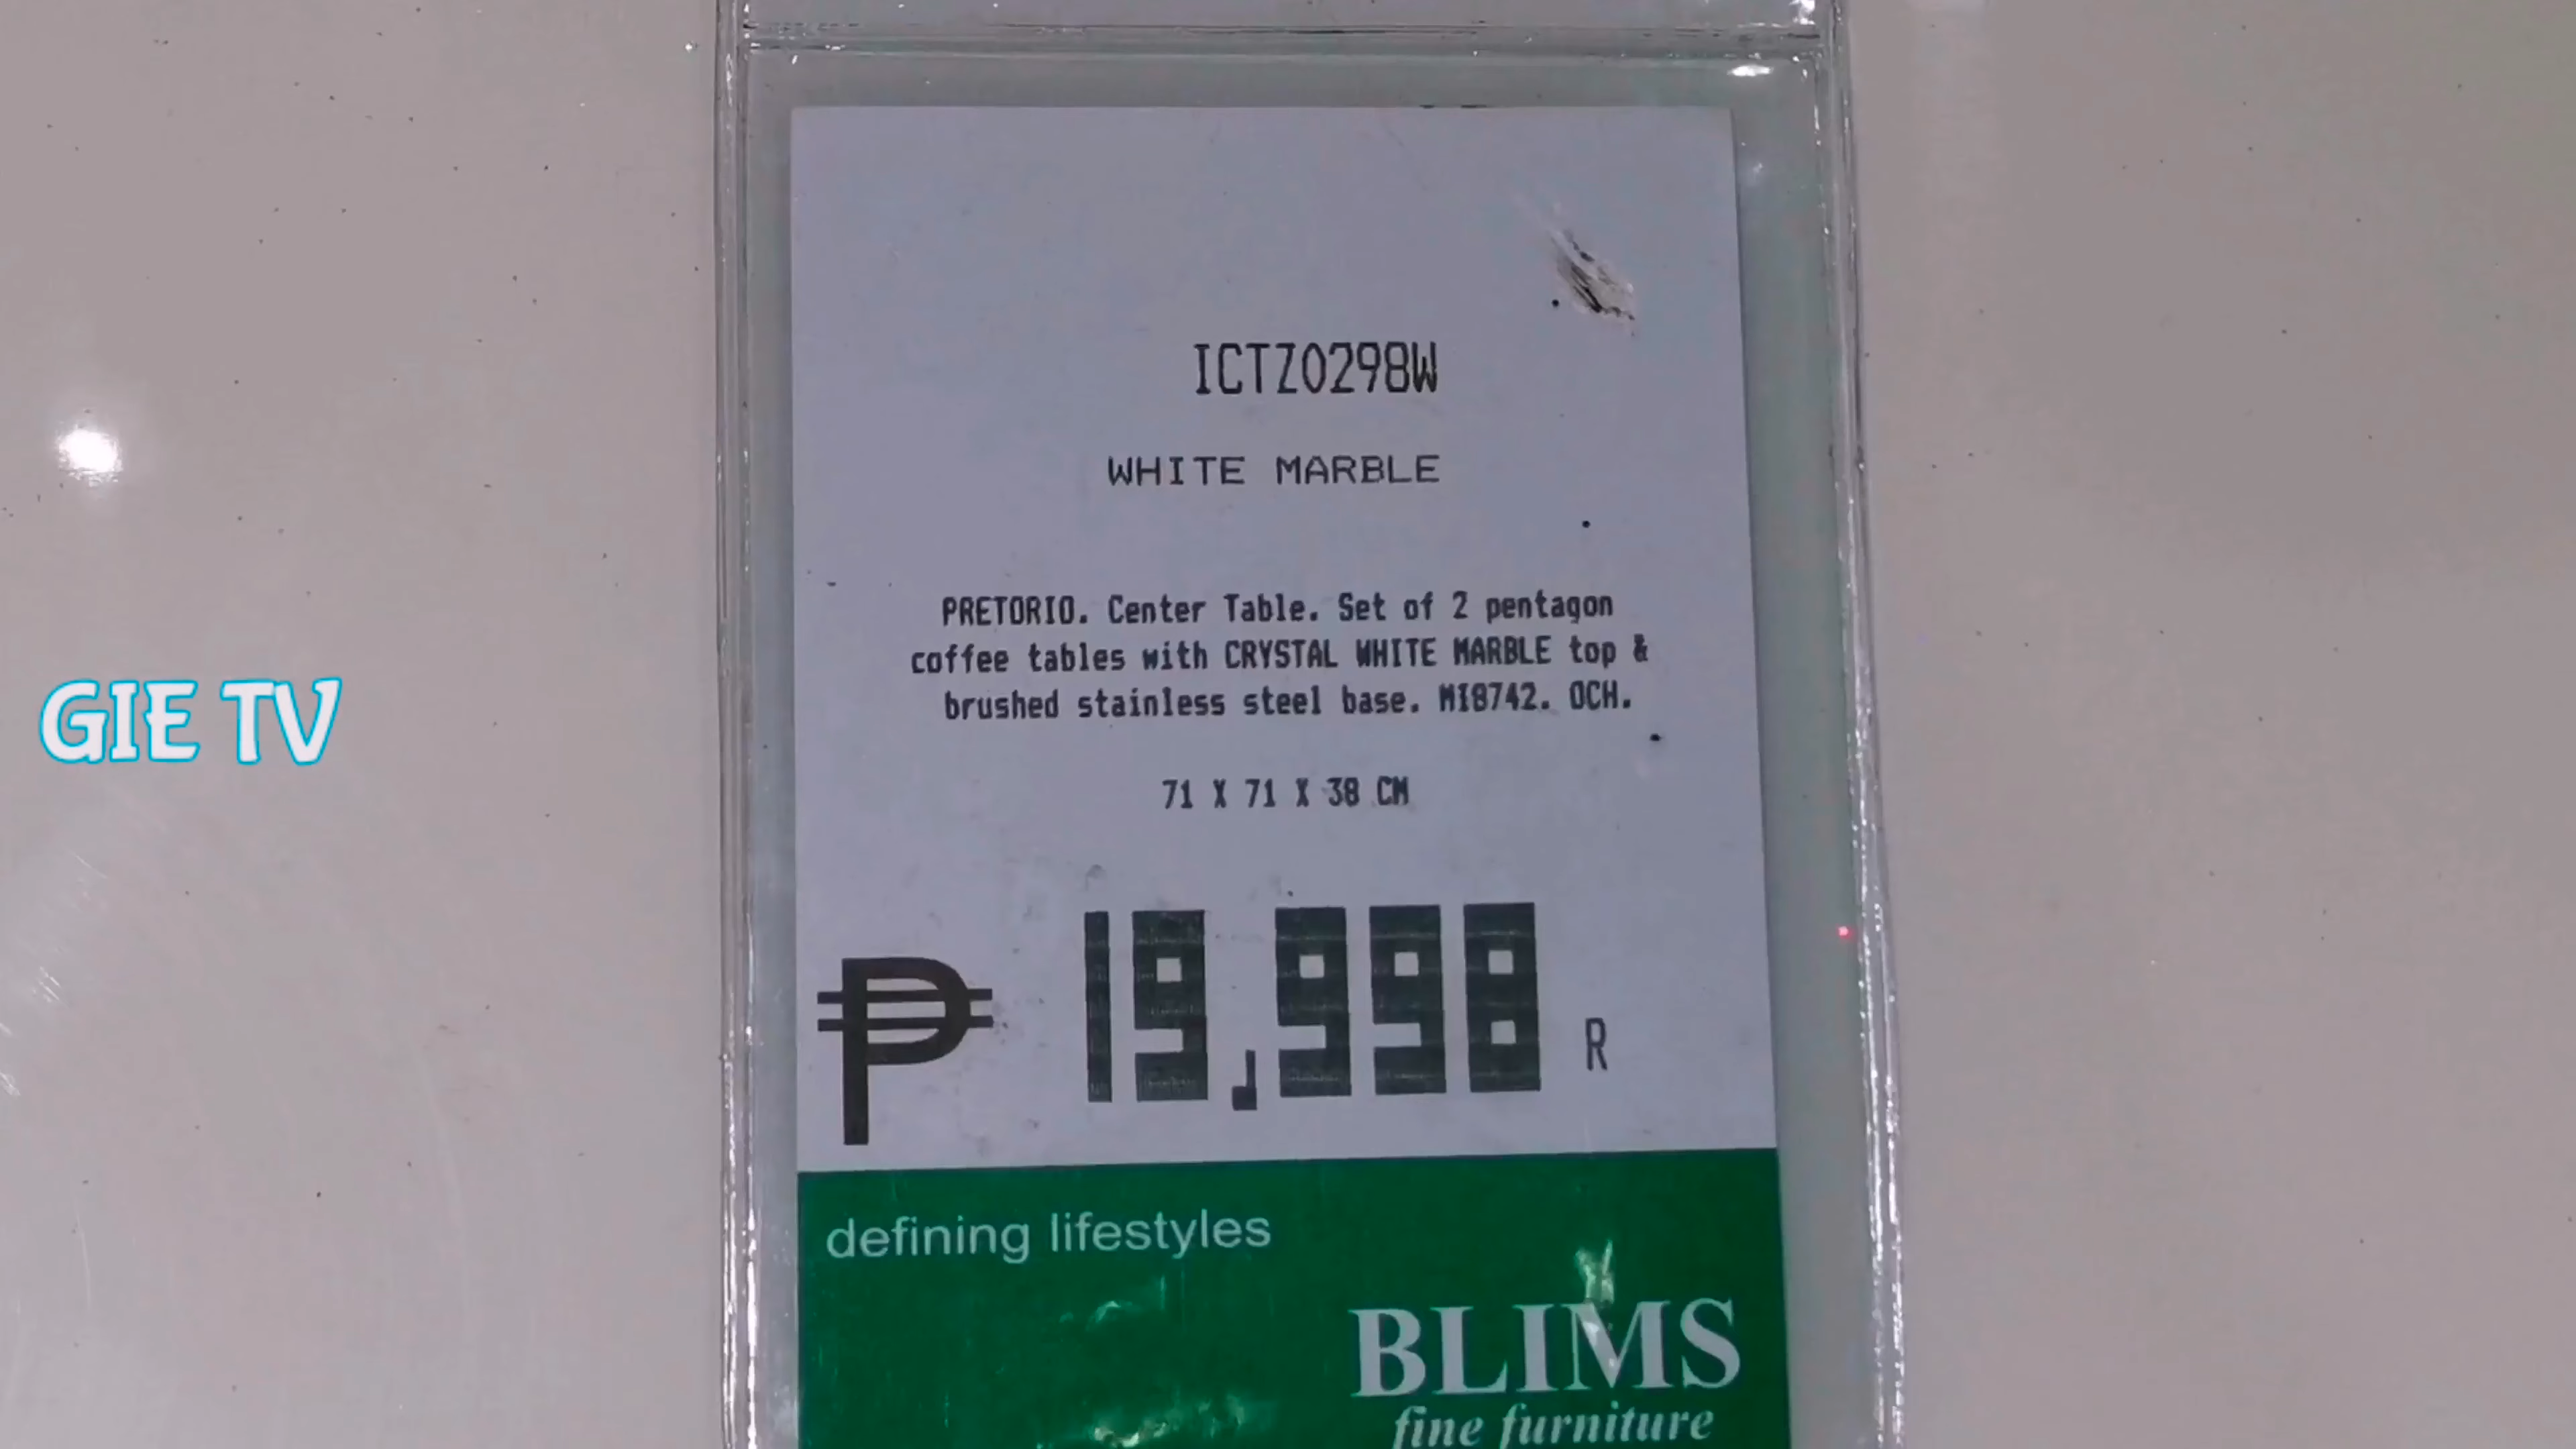 ICTZ0298W
WHITE MARBLE
PRETORIO. Center Table. Set of 2 pentagon
coffee tables with CRYSTAL WHITE MARBLE top &
brushed stainless steel base. MI8742. OCH.
71 X 71 X 38 CM
GIE TV
₱ 19,998 R
defining lifestyles
BLIMS
fine furniture